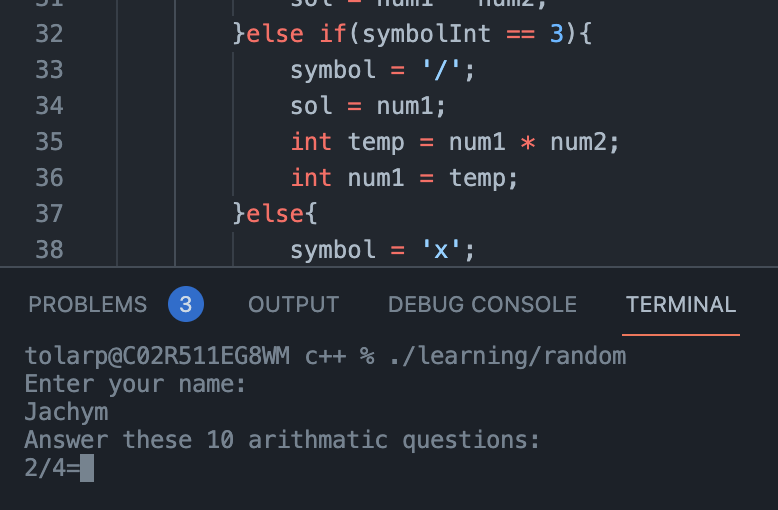 31 sol = num1 num2;
32 }else if(symbolInt == 3){
33 symbol = '/';
34 sol = num1;
35 int temp = num1 * num2;
36 int num1 = temp;
37 }else{
38 symbol = 'x';
PROBLEMS 3 OUTPUT DEBUG CONSOLE TERMINAL
tolarp@C02R511EG8WM c++ % ./learning/random
Enter your name:
Jachym
Answer these 10 arithmatic questions:
2/4=